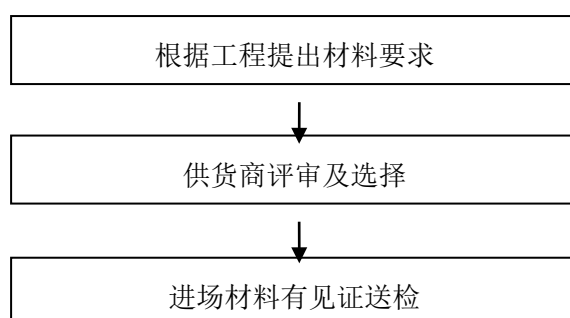 根据工程提出材料要求
供货商评审及选择
进场材料有见证送检